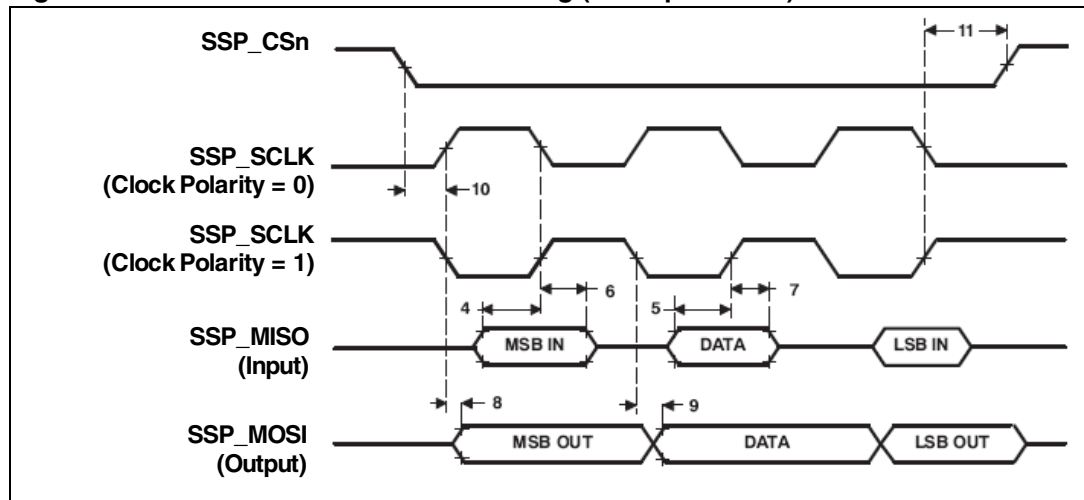 SSP_CSn
11
SSP_SCLK
(Clock Polarity = 0)
10
SSP_SCLK
(Clock Polarity = 1)
4
6
5
7
SSP_MISO
(Input)
MSB IN
DATA
LSB IN
8
9
SSP_MOSI
(Output)
MSB OUT
DATA
LSB OUT